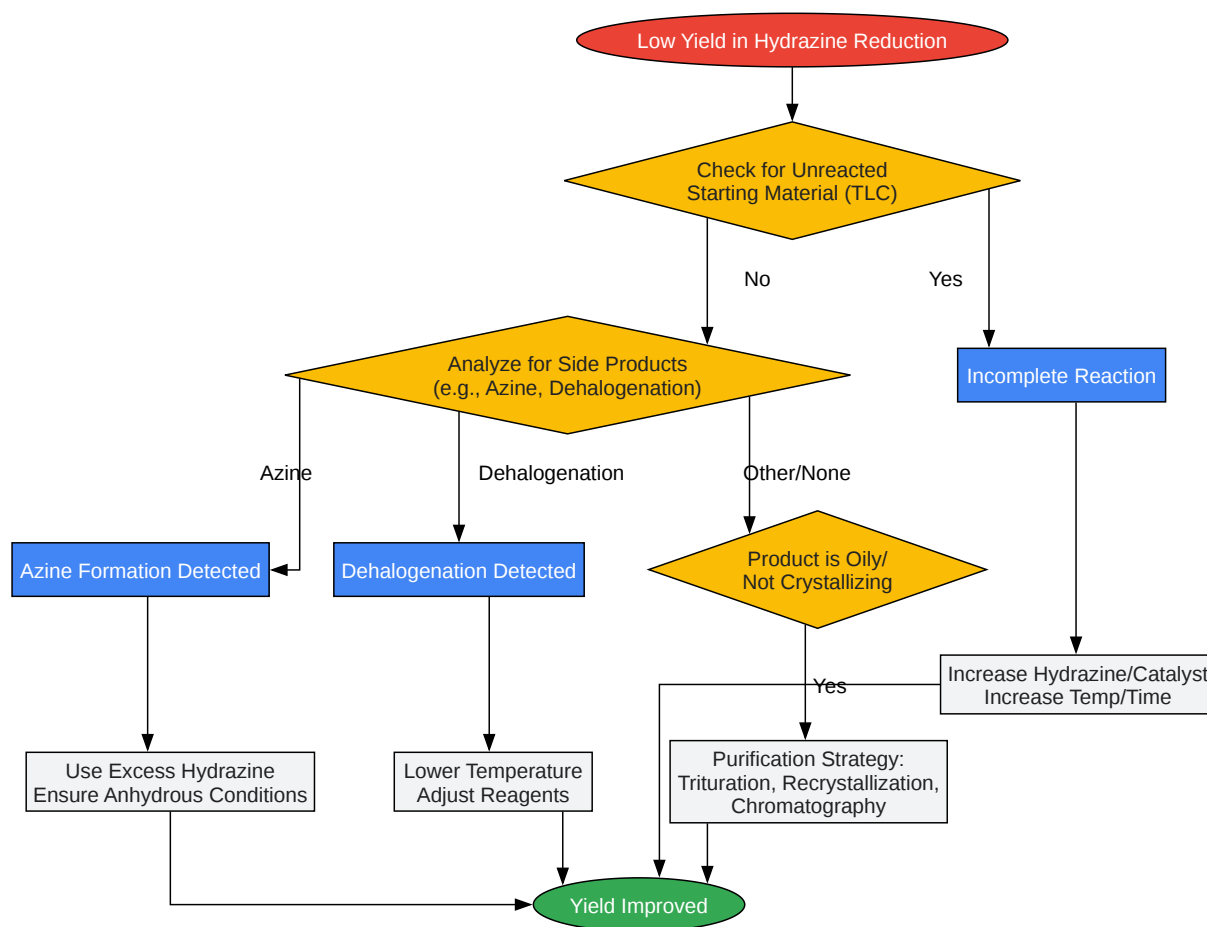 Low Yield in Hydrazine Reduction
Check for Unreacted
Starting Material (TLC)
No
Yes
Analyze for Side Products
(e.g., Azine, Dehalogenation)
Incomplete Reaction
Azine
Dehalogenation
Other/None
Azine Formation Detected
Dehalogenation Detected
Product is Oily/
Not Crystallizing
Increase Hydrazine/Catalyst
Increase Temp/Time
Yes
Use Excess Hydrazine
Ensure Anhydrous Conditions
Lower Temperature
Adjust Reagents
Purification Strategy:
Trituration, Recrystallization,
Chromatography
Yield Improved